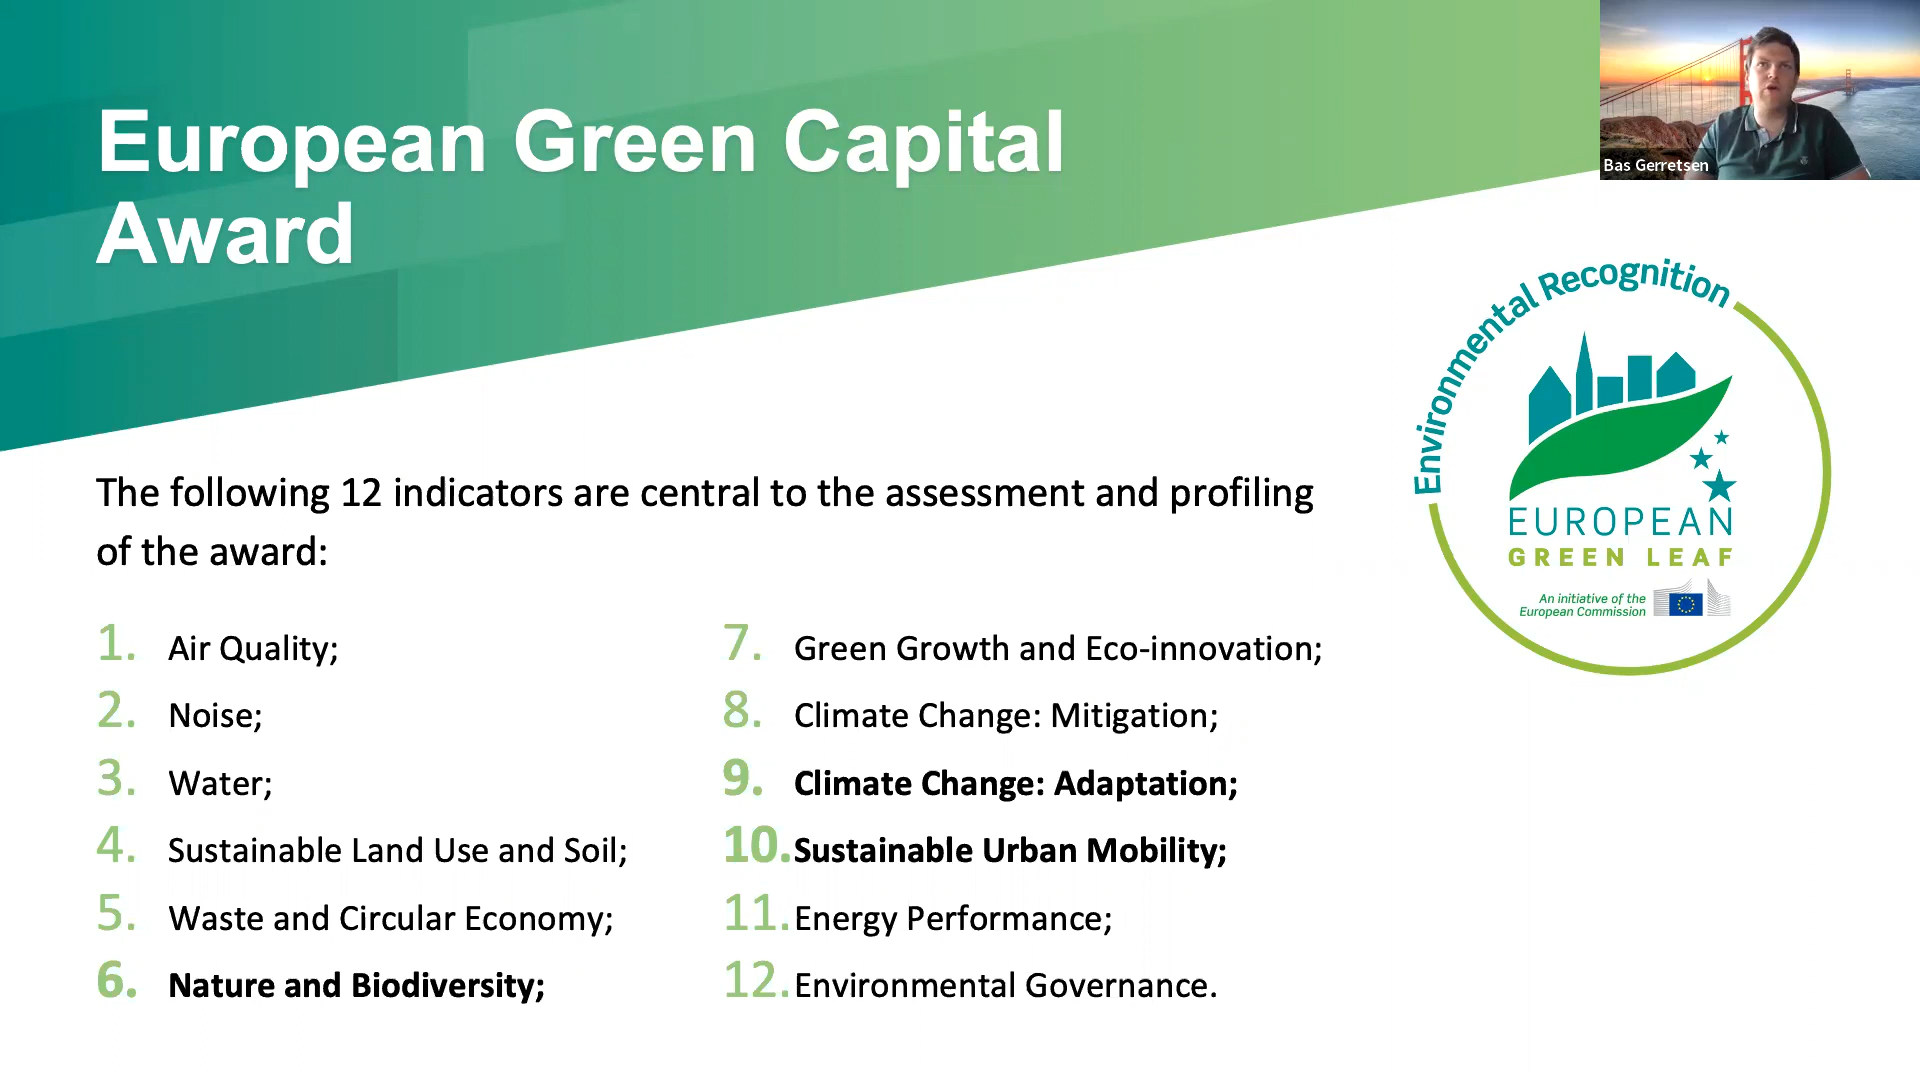 European Green Capital
Award
Bas Gerretsen
The following 12 indicators are central to the assessment and profiling
of the award:
1. Air Quality;
2. Noise;
3. Water;
4. Sustainable Land Use and Soil;
5. Waste and Circular Economy;
6. Nature and Biodiversity;
7. Green Growth and Eco-innovation;
8. Climate Change: Mitigation;
9. Climate Change: Adaptation;
10. Sustainable Urban Mobility;
11. Energy Performance;
12. Environmental Governance.
Environmental Recognition
EUROPEAN
GREEN LEAF
An initiative of the
European Commission